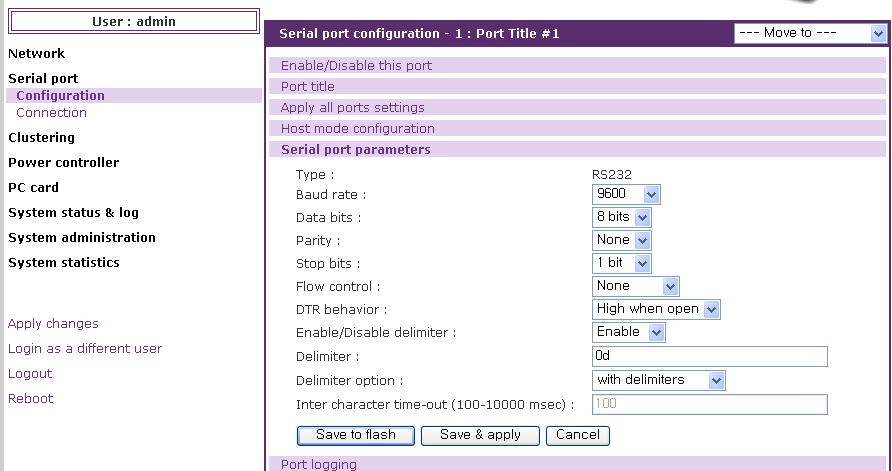 User : admin
Network
Serial port
Configuration
Connection
Clustering
Power controller
PC card
System status & log
System administration
System statistics
Apply changes
Login as a different user
Logout
Reboot
Serial port configuration - 1 : Port Title #1
--- Move to ---
Enable/Disable this port
Port title
Apply all ports settings
Host mode configuration
Serial port parameters
Type : RS232
Baud rate : 9600
Data bits : 8 bits
Parity : None
Stop bits : 1 bit
Flow control : None
DTR behavior : High when open
Enable/Disable delimiter : Enable
Delimiter : 0d
Delimiter option : with delimiters
Inter character time-out (100-10000 msec) : 100
Save to flash Save & apply Cancel
Port logging